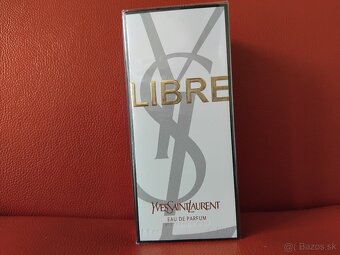 LIBRE
YVESSAINTLAURENT
EAU DE PARFUM
Bazos.sk